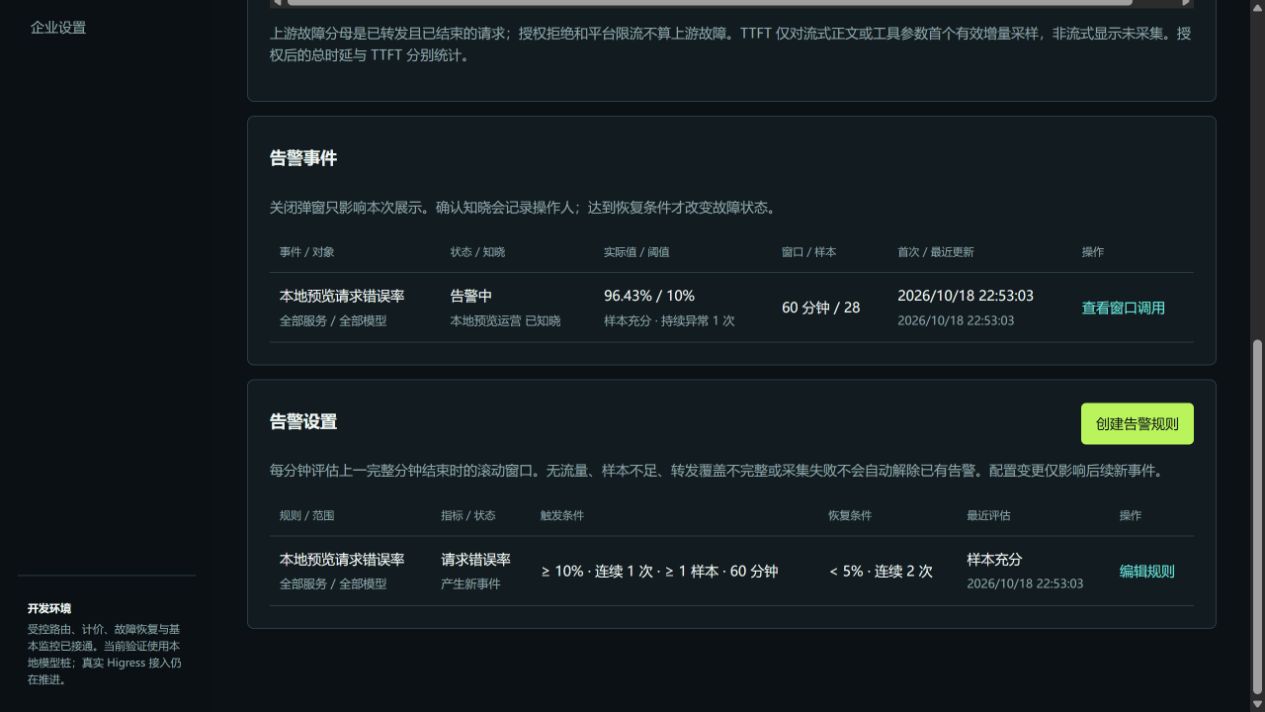 企业设置
上游故障分母是已转发且已结束的请求；授权拒绝和平台限流不算上游故障。TTFT 仅对流式正文或工具参数首个有效增量采样，非流式显示未采集。授
权后的总时延与 TTFT 分别统计。
告警事件
关闭弹窗只影响本次展示。确认知晓会记录操作人；达到恢复条件才改变故障状态。
事件 / 对象 状态 / 知晓 实际值 / 阈值 窗口 / 样本 首次 / 最近更新 操作
本地预览请求错误率 告警中 96.43% / 10% 60 分钟 / 28 2026/10/18 22:53:03 查看窗口调用
全部服务 / 全部模型 本地预览运营 已知晓 样本充分 · 持续异常 1 次 2026/10/18 22:53:03
告警设置
创建告警规则
每分钟评估上一完整分钟结束时的滚动窗口。无流量、样本不足、转发覆盖不完整或采集失败不会自动解除已有告警。配置变更仅影响后续新事件。
规则 / 范围 指标 / 状态 触发条件 恢复条件 最近评估 操作
本地预览请求错误率 请求错误率 ≥ 10% · 连续 1 次 · ≥ 1 样本 · 60 分钟 < 5% · 连续 2 次 样本充分 编辑规则
全部服务 / 全部模型 产生新事件 2026/10/18 22:53:03
开发环境
受控路由、计价、故障恢复与基
本监控已接通。当前验证使用本
地模型桩；真实 Higress 接入仍
在推进。